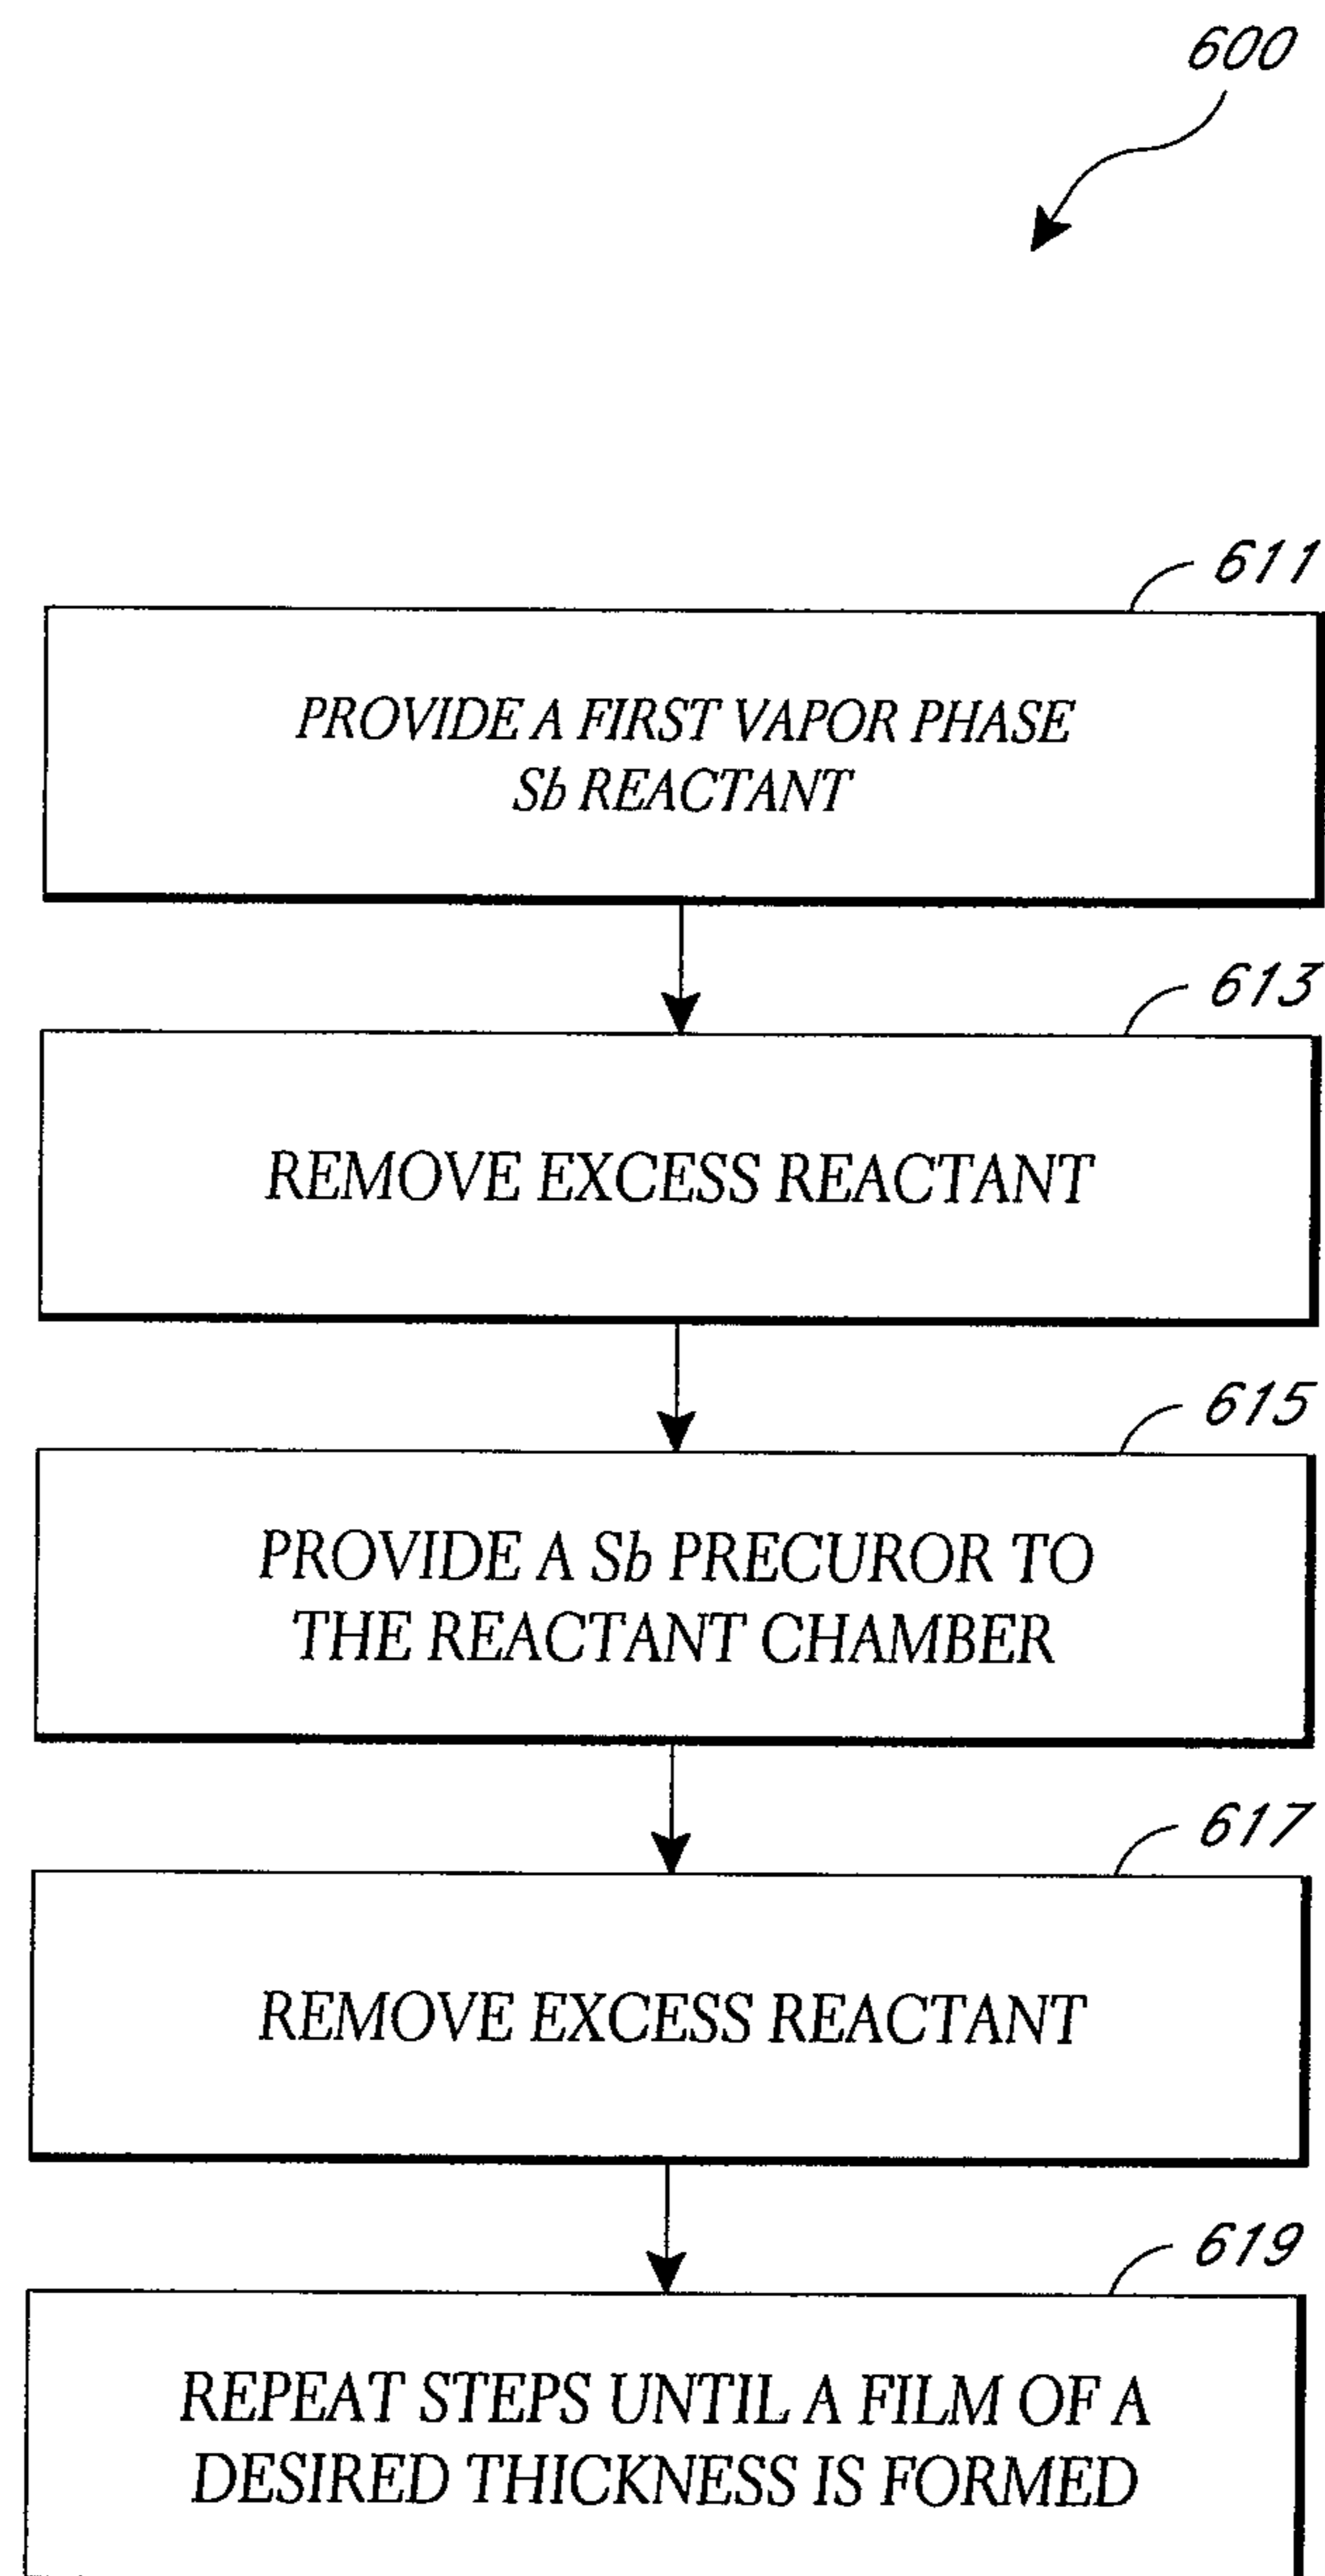 600
611
PROVIDE A FIRST VAPOR PHASE
Sb REACTANT
613
REMOVE EXCESS REACTANT
615
PROVIDE A Sb PRECUROR TO
THE REACTANT CHAMBER
617
REMOVE EXCESS REACTANT
619
REPEAT STEPS UNTIL A FILM OF A
DESIRED THICKNESS IS FORMED